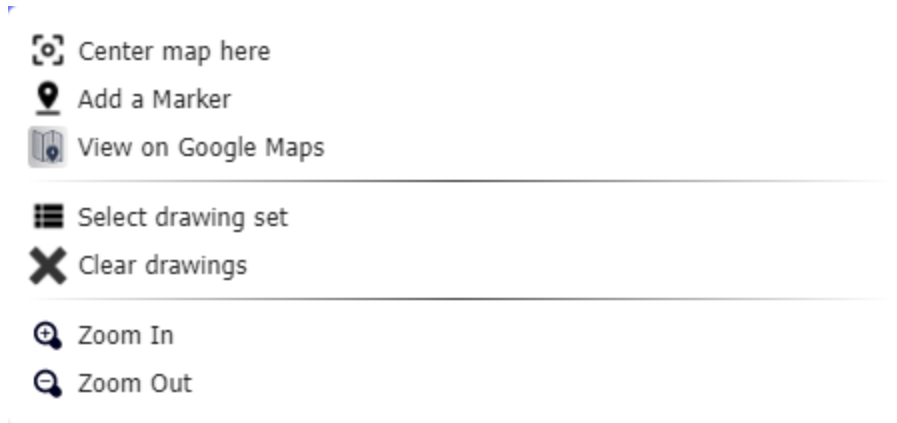 Center map here
Add a Marker
View on Google Maps
Select drawing set
Clear drawings
Zoom In
Zoom Out